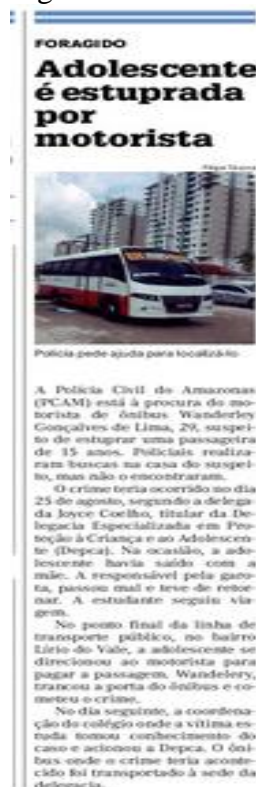 FORAGIDO
Adolescente
é estuprada
por
motorista
Polícia pede ajuda para localizá-lo
A Polícia Civil do Amazonas
(PCAM) está à procura do mo-
torista de ônibus Wanderley
Gonçalves de Lima, 29, suspei-
to de estuprar uma passageira
de 15 anos. Policiais realiza-
ram buscas na casa do suspei-
to, mas não o encontraram.
O crime teria ocorrido no dia
25 de agosto, segundo a delega-
da Joyce Coelho, titular da De-
legacia Especializada em Pro-
teção à Criança e ao Adolescen-
te (Depca). Na ocasião, a ado-
lescente havia saído com a
mãe. A responsável pela garo-
ta, passou mal e teve de retor-
nar. A estudante seguiu via-
gem.
No ponto final da linha de
transporte público, no bairro
Lírio do Vale, a adolescente se
direcionou ao motorista para
pagar a passagem. Wandelery,
trancou a porta do ônibus e co-
meteu o crime.
No dia seguinte, a coordena-
ção do colégio onde a vítima es-
tuda tomou conhecimento do
caso e acionou a Depca. O ôni-
bus onde o crime teria aconte-
cido foi transportado à sede da
delegacia.